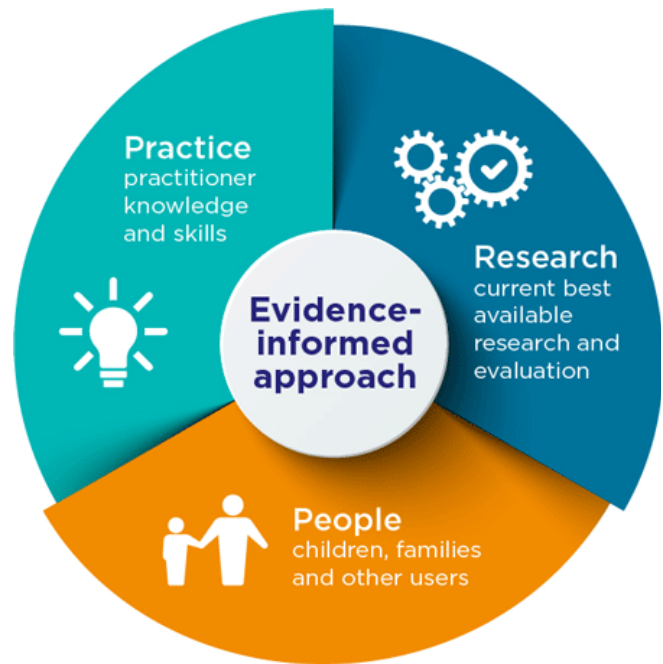 Practice
practitioner
knowledge
and skills
Research
current best
available
research and
evaluation
Evidence-
informed
approach
People
children, families
and other users